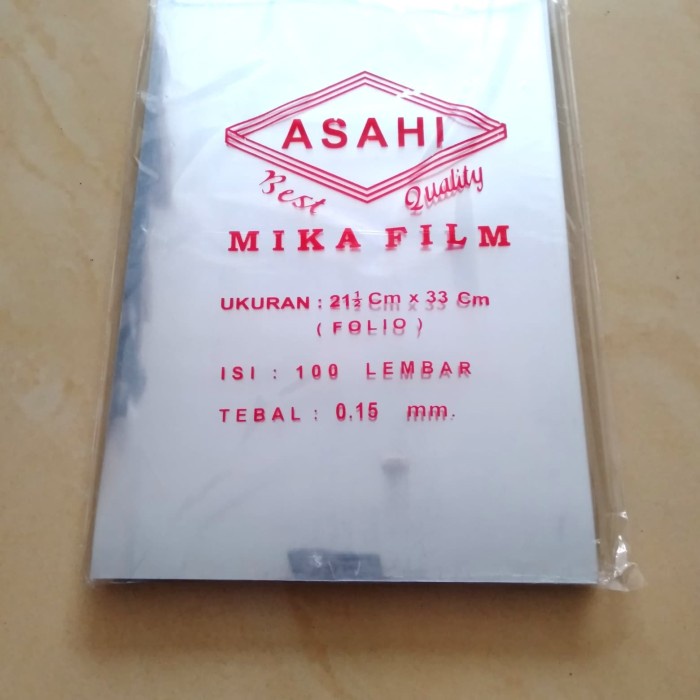 ASAHI
Best Quality
MIKA FILM
UKURAN : 21½ Cm x 33 Cm
( FOLIO )
ISI : 100 LEMBAR
TEBAL : 0,15 mm.